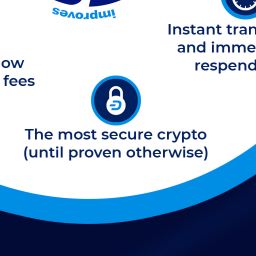 improves
Instant tran
and imme
respend
ow
fees
The most secure crypto
(until proven otherwise)